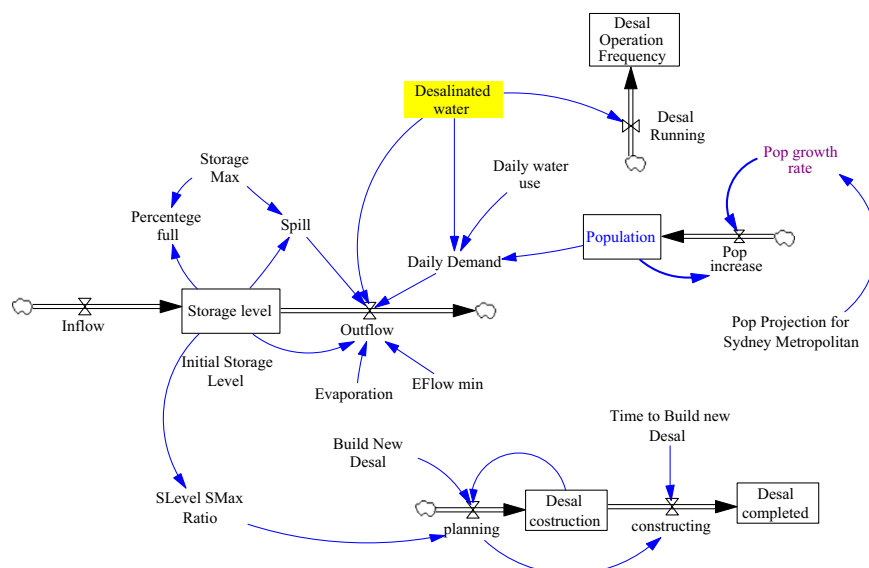 Desal
Operation
Frequency
Desalinated
water
Desal
Running
Storage
Max
Daily water
use
Pop growth
rate
Percentege
full
Spill
Population
Pop
increase
Daily Demand
Storage level
Inflow
Outflow
Pop Projection for
Sydney Metropolitan
Initial Storage
Level
Evaporation
EFlow min
Time to Build new
Desal
Build New
Desal
SLevel SMax
Ratio
planning
Desal
costruction
constructing
Desal
completed